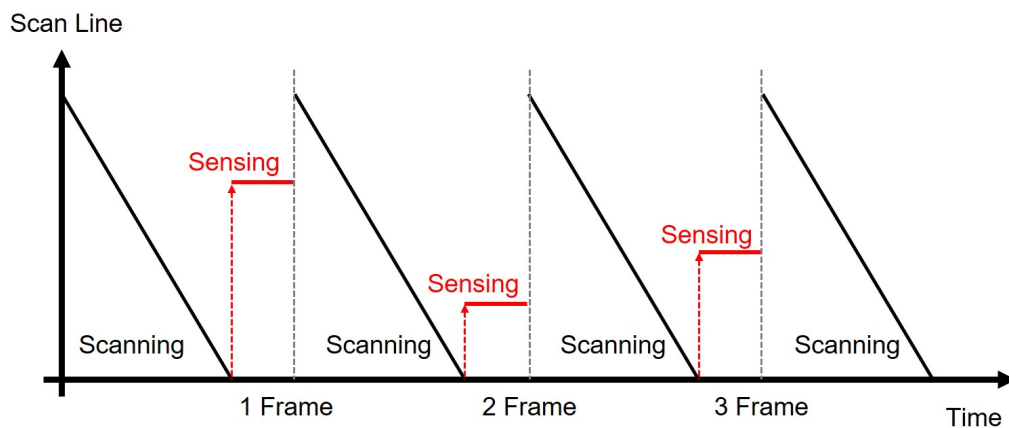 Scan Line
Sensing
Sensing
Sensing
Scanning
Scanning
Scanning
Scanning
1 Frame
2 Frame
3 Frame
Time